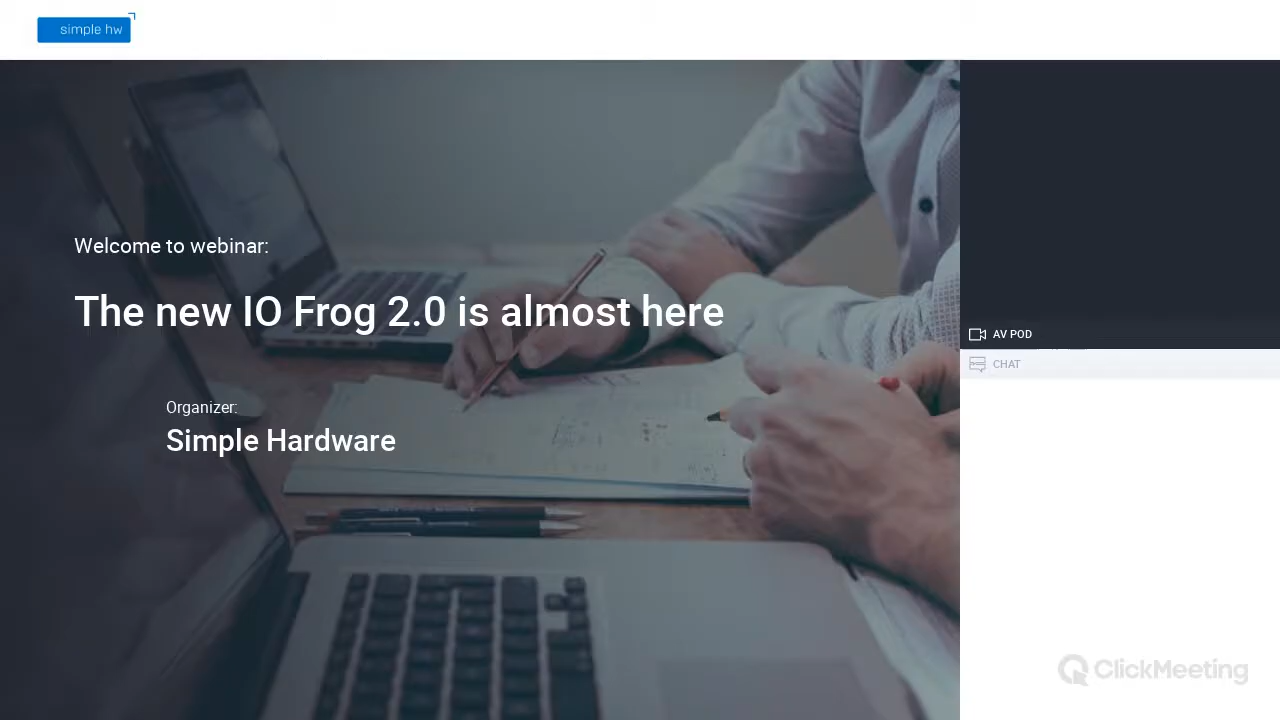 simple hw
Welcome to webinar:
The new IO Frog 2.0 is almost here
Organizer:
Simple Hardware
AV POD
CHAT
ClickMeeting